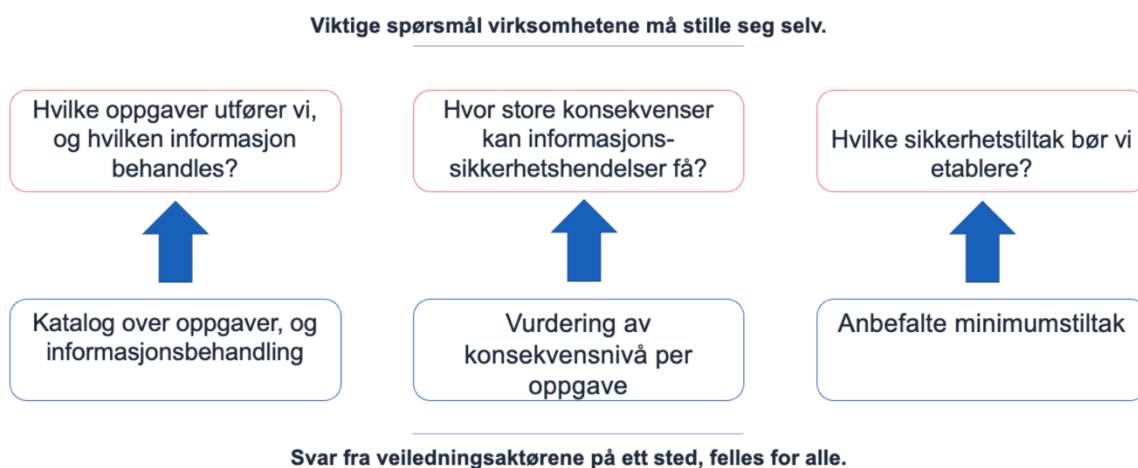 Viktige spørsmål virksomhetene må stille seg selv.
Hvilke oppgaver utfører vi,
og hvilken informasjon
behandles?
Hvor store konsekvenser
kan informasjons-
sikkerhetshendelser få?
Hvilke sikkerhetstiltak bør vi
etablere?
Katalog over oppgaver, og
informasjonsbehandling
Vurdering av
konsekvensnivå per
oppgave
Anbefalte minimumstiltak
Svar fra veiledningsaktørene på ett sted, felles for alle.